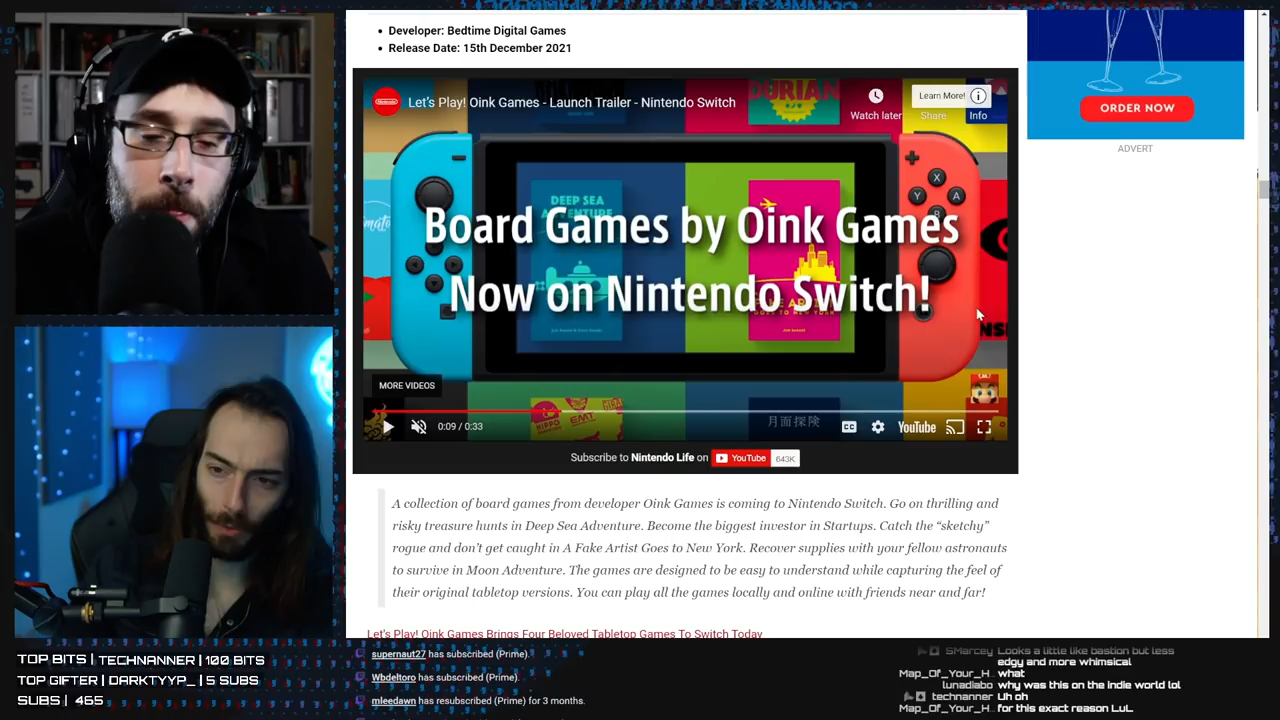 Developer: Bedtime Digital Games
Release Date: 15th December 2021
Let's Play! Oink Games - Launch Trailer - Nintendo Switch
Watch later
Share
Learn More!
Info
DURIAN
DEEP SEA
ADVENTURE
X
Y
A
B
Board Games by Oink Games
Now on Nintendo Switch!
GOES TO NEW YORK
MORE VIDEOS
月面探険
0:09 / 0:33
CC
YouTube
Subscribe to Nintendo Life on YouTube 643K
A collection of board games from developer Oink Games is coming to Nintendo Switch. Go on thrilling and
risky treasure hunts in Deep Sea Adventure. Become the biggest investor in Startups. Catch the “sketchy”
rogue and don't get caught in A Fake Artist Goes to New York. Recover supplies with your fellow astronauts
to survive in Moon Adventure. The games are designed to be easy to understand while capturing the feel of
their original tabletop versions. You can play all the games locally and online with friends near and far!
Let's Play! Oink Games Brings Four Beloved Tabletop Games To Switch Today
ORDER NOW
ADVERT
TOP BITS | TECHNANNER | 100 BITS
TOP GIFTER | DARKTYYP_ | 5 SUBS
SUBS | 465
supernaut27 has subscribed (Prime).
Wbdeltoro has subscribed (Prime).
mleedawn has resubscribed (Prime) for 3 months.
SMarcey Looks a little like bastion but less
edgy and more whimsical
Map_Of_Your_H.. what
lunadiabo why was this on the indie world lol
technanner Uh oh
Map_Of_Your_H.. for this exact reason LuL